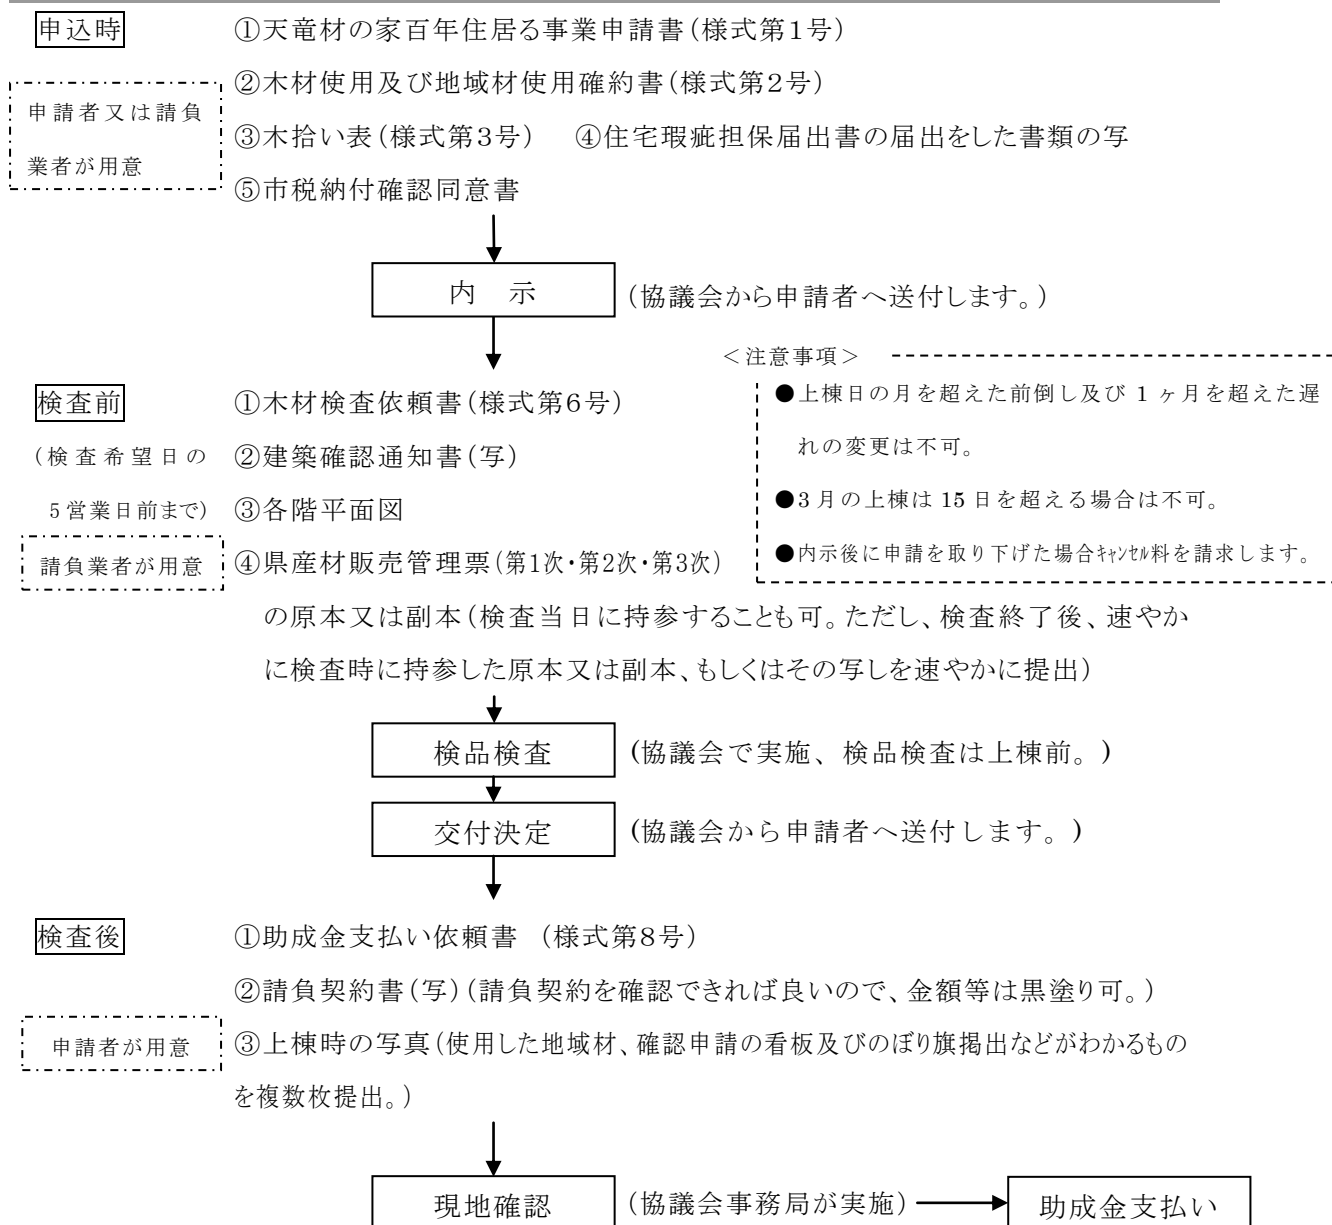 申込時
①天竜材の家百年住居る事業申請書(様式第1号)
②木材使用及び地域材使用確約書(様式第2号)
申請者又は請負
業者が用意
③木拾い表(様式第3号) ④住宅瑕疵担保届出書の届出をした書類の写
⑤市税納付確認同意書
内 示
(協議会から申請者へ送付します。)
<注意事項>
●上棟日の月を超えた前倒し及び 1 ヶ月を超えた遅
れの変更は不可。
●3月の上棟は 15 日を超える場合は不可。
●内示後に申請を取り下げた場合キャンセル料を請求します。
検査前
(検査希望日の
5営業日前まで)
請負業者が用意
①木材検査依頼書(様式第6号)
②建築確認通知書(写)
③各階平面図
④県産材販売管理票(第1次・第2次・第3次)
の原本又は副本(検査当日に持参することも可。ただし、検査終了後、速やか
に検査時に持参した原本又は副本、もしくはその写しを速やかに提出)
検品検査
(協議会で実施、検品検査は上棟前。)
交付決定
(協議会から申請者へ送付します。)
検査後
①助成金支払い依頼書 (様式第8号)
②請負契約書(写)(請負契約を確認できれば良いので、金額等は黒塗り可。)
申請者が用意
③上棟時の写真(使用した地域材、確認申請の看板及びのぼり旗掲出などがわかるもの
を複数枚提出。)
現地確認
(協議会事務局が実施)
助成金支払い